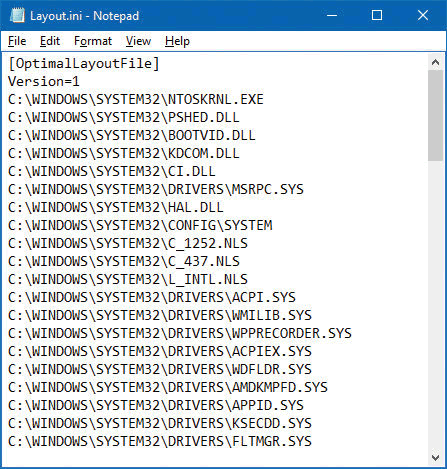 Layout.ini - Notepad
File Edit Format View Help
[OptimalLayoutFile]
Version=1
C:\WINDOWS\SYSTEM32\NTOSKRNL.EXE
C:\WINDOWS\SYSTEM32\PSHED.DLL
C:\WINDOWS\SYSTEM32\BOOTVID.DLL
C:\WINDOWS\SYSTEM32\KDCOM.DLL
C:\WINDOWS\SYSTEM32\CI.DLL
C:\WINDOWS\SYSTEM32\DRIVERS\MSRPC.SYS
C:\WINDOWS\SYSTEM32\HAL.DLL
C:\WINDOWS\SYSTEM32\CONFIG\SYSTEM
C:\WINDOWS\SYSTEM32\C_1252.NLS
C:\WINDOWS\SYSTEM32\C_437.NLS
C:\WINDOWS\SYSTEM32\L_INTL.NLS
C:\WINDOWS\SYSTEM32\DRIVERS\ACPI.SYS
C:\WINDOWS\SYSTEM32\DRIVERS\WMILIB.SYS
C:\WINDOWS\SYSTEM32\DRIVERS\WPPRECORDER.SYS
C:\WINDOWS\SYSTEM32\DRIVERS\ACPIEX.SYS
C:\WINDOWS\SYSTEM32\DRIVERS\WDFLDR.SYS
C:\WINDOWS\SYSTEM32\DRIVERS\AMDKMPFD.SYS
C:\WINDOWS\SYSTEM32\DRIVERS\APPID.SYS
C:\WINDOWS\SYSTEM32\DRIVERS\KSECDD.SYS
C:\WINDOWS\SYSTEM32\DRIVERS\FLTMGR.SYS